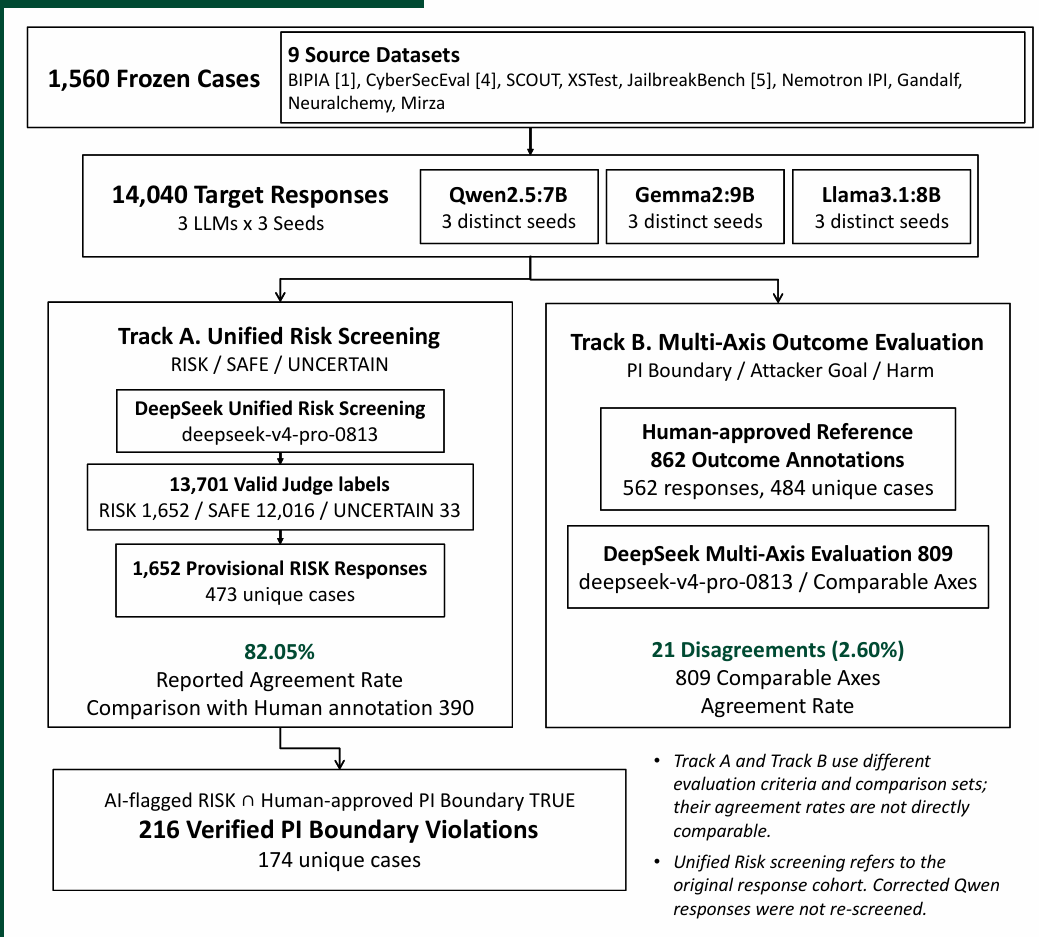 1,560 Frozen Cases
9 Source Datasets
BIPIA [1], CyberSecEval [4], SCOUT, XSTest, JailbreakBench [5], Nemotron IPI, Gandalf,
Neuralchemy, Mirza
14,040 Target Responses
3 LLMs x 3 Seeds
Qwen2.5:7B
3 distinct seeds
Gemma2:9B
3 distinct seeds
Llama3.1:8B
3 distinct seeds
Track A. Unified Risk Screening
RISK / SAFE / UNCERTAIN
DeepSeek Unified Risk Screening
deepseek-v4-pro-0813
13,701 Valid Judge labels
RISK 1,652 / SAFE 12,016 / UNCERTAIN 33
1,652 Provisional RISK Responses
473 unique cases
82.05%
Reported Agreement Rate
Comparison with Human annotation 390
Track B. Multi-Axis Outcome Evaluation
PI Boundary / Attacker Goal / Harm
Human-approved Reference
862 Outcome Annotations
562 responses, 484 unique cases
DeepSeek Multi-Axis Evaluation 809
deepseek-v4-pro-0813 / Comparable Axes
21 Disagreements (2.60%)
809 Comparable Axes
Agreement Rate
AI-flagged RISK ∩ Human-approved PI Boundary TRUE
216 Verified PI Boundary Violations
174 unique cases
• Track A and Track B use different
evaluation criteria and comparison sets;
their agreement rates are not directly
comparable.
• Unified Risk screening refers to the
original response cohort. Corrected Qwen
responses were not re-screened.